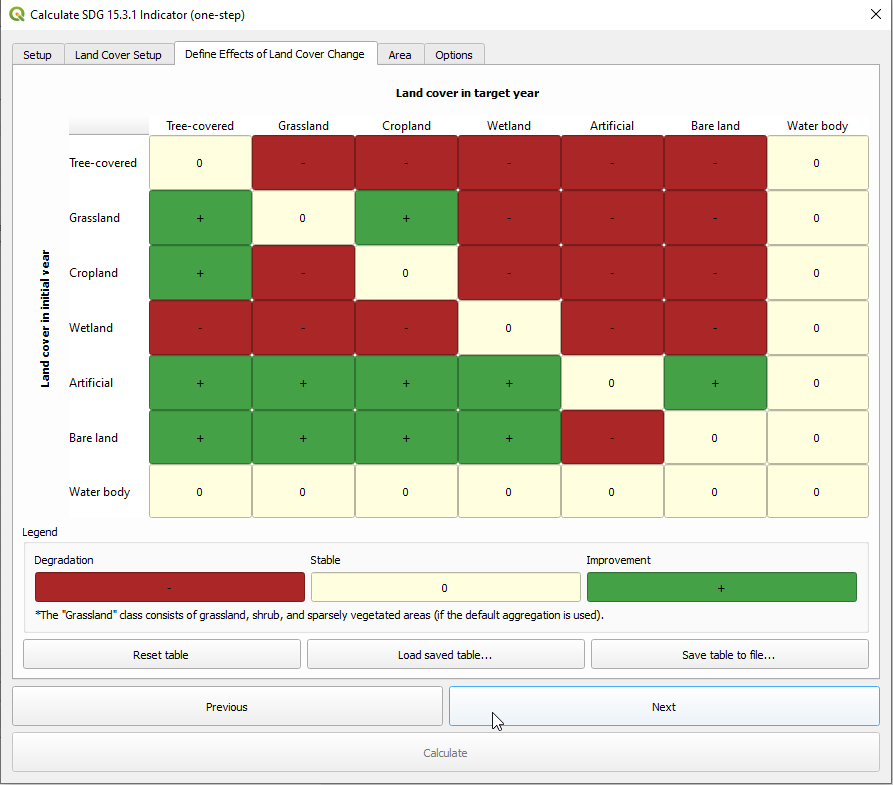 Calculate SDG 15.3.1 Indicator (one-step)
Setup Land Cover Setup Define Effects of Land Cover Change Area Options
Land cover in target year
Tree-covered Grassland Cropland Wetland Artificial Bare land Water body
Land cover in initial year
Tree-covered 0 - - - - - 0
Grassland + 0 + - - - 0
Cropland + - 0 - - - 0
Wetland - - - 0 - - 0
Artificial + + + + 0 + 0
Bare land + + + + - 0 0
Water body 0 0 0 0 0 0 0
Legend
Degradation Stable Improvement
- 0 +
*The "Grassland" class consists of grassland, shrub, and sparsely vegetated areas (if the default aggregation is used).
Reset table Load saved table... Save table to file...
Previous Next
Calculate